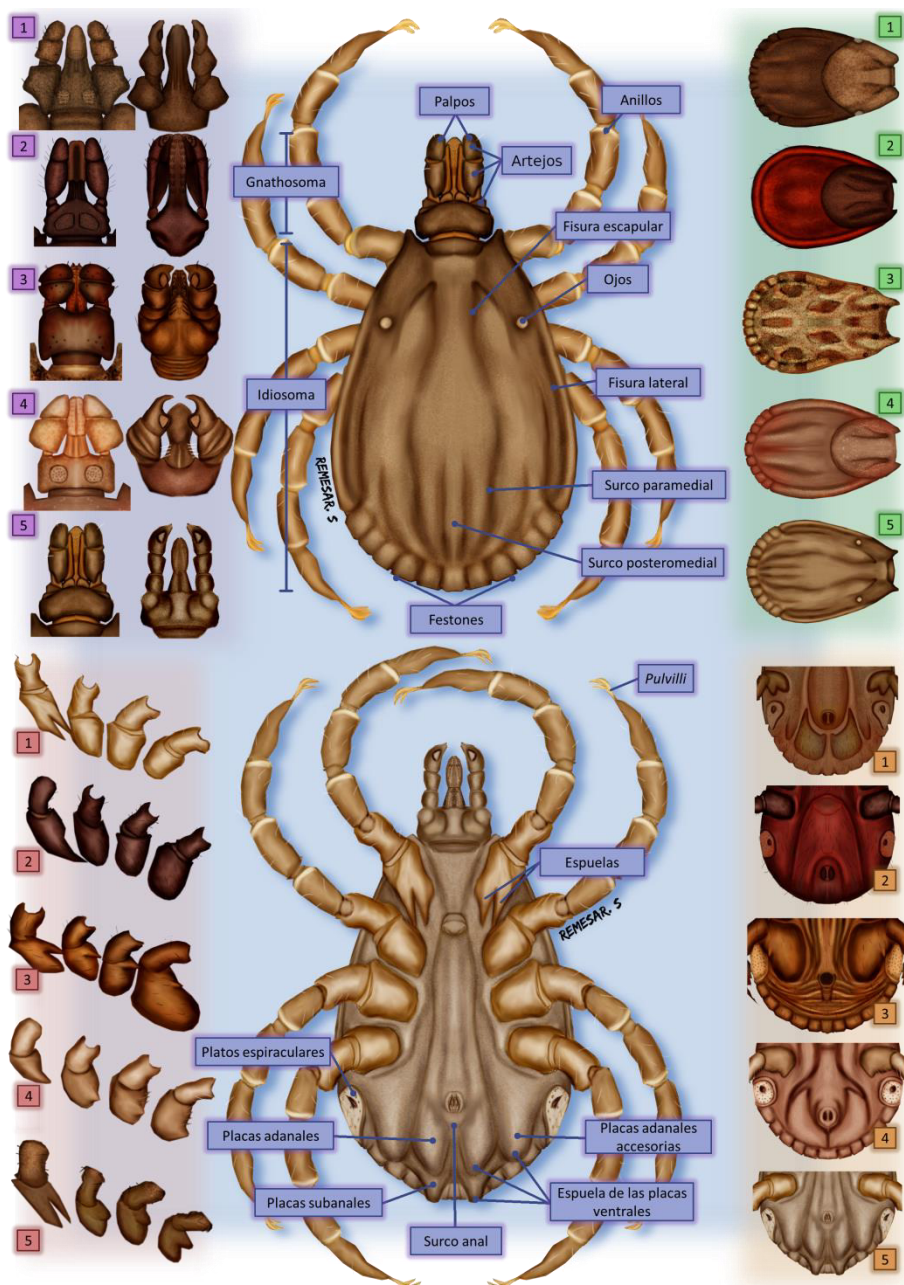 1
2
3
4
5
Palpos
Anillos
Artejos
Gnathosoma
Fisura escapular
Ojos
Idiosoma
Fisura lateral
REMESAR. S
Surco paramedial
Surco posteromedial
Festones
1
2
3
4
5
1
2
3
4
5
Pulvilli
Espuelas
REMESAR. S
Platos espiraculares
Placas adanales
Placas adanales
accesorias
Placas subanales
Espuela de las placas
ventrales
Surco anal
1
2
3
4
5